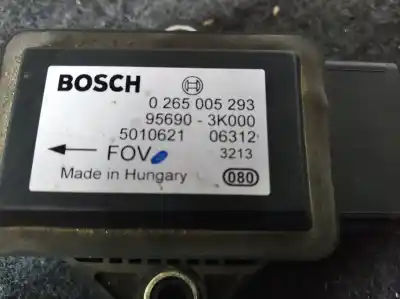 BOSCH
0 265 005 293
95690 - 3K000
5010621 06312
FOV 3213
Made in Hungary 080